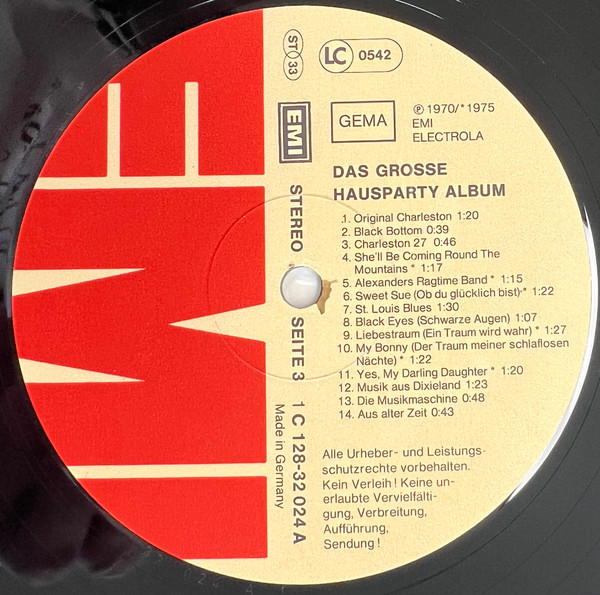 ST
33
LC 0542
EMI
GEMA
℗ 1970/*1975
EMI
ELECTROLA
DAS GROSSE
HAUSPARTY ALBUM
1. Original Charleston 1:20
2. Black Bottom 0:39
3. Charleston 27 0:46
4. She'll Be Coming Round The
Mountains * 1:17
5. Alexanders Ragtime Band * 1:15
6. Sweet Sue (Ob du glücklich bist) * 1:22
7. St. Louis Blues 1:30
8. Black Eyes (Schwarze Augen) 1:07
9. Liebestraum (Ein Traum wird wahr) * 1:27
10. My Bonny (Der Traum meiner schlaflosen
Nächte) * 1:22
11. Yes, My Darling Daughter * 1:20
12. Musik aus Dixieland 1:23
13. Die Musikmaschine 0:48
14. Aus alter Zeit 0:43
STEREO SEITE 3 1 C 128-32 024 A
Made in Germany
Alle Urheber- und Leistungs-
schutzrechte vorbehalten.
Kein Verleih! Keine un-
erlaubte Vervielfälti-
gung, Verbreitung,
Aufführung,
Sendung!
EMI